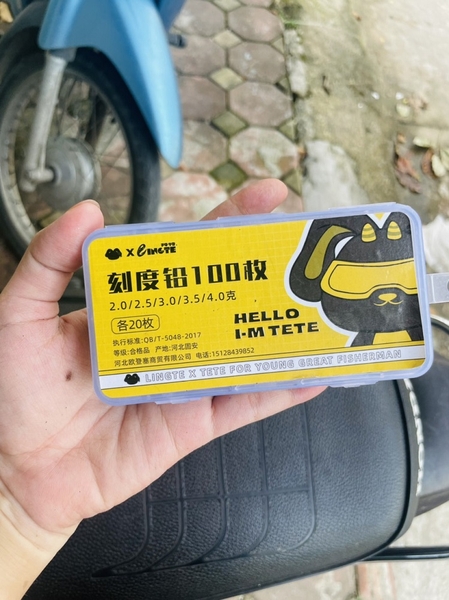 X LINGTE
刻度铅100枚
2.0/2.5/3.0/3.5/4.0克
各20枚
HELLO
I-M TETE
执行标准:QB/T-5048-2017
等级:合格品 产地:河北固安
河北欧登惠商贸有限公司 电话:15128439852
LINGTE X TETE FOR YOUNG GREAT FISHERMAN